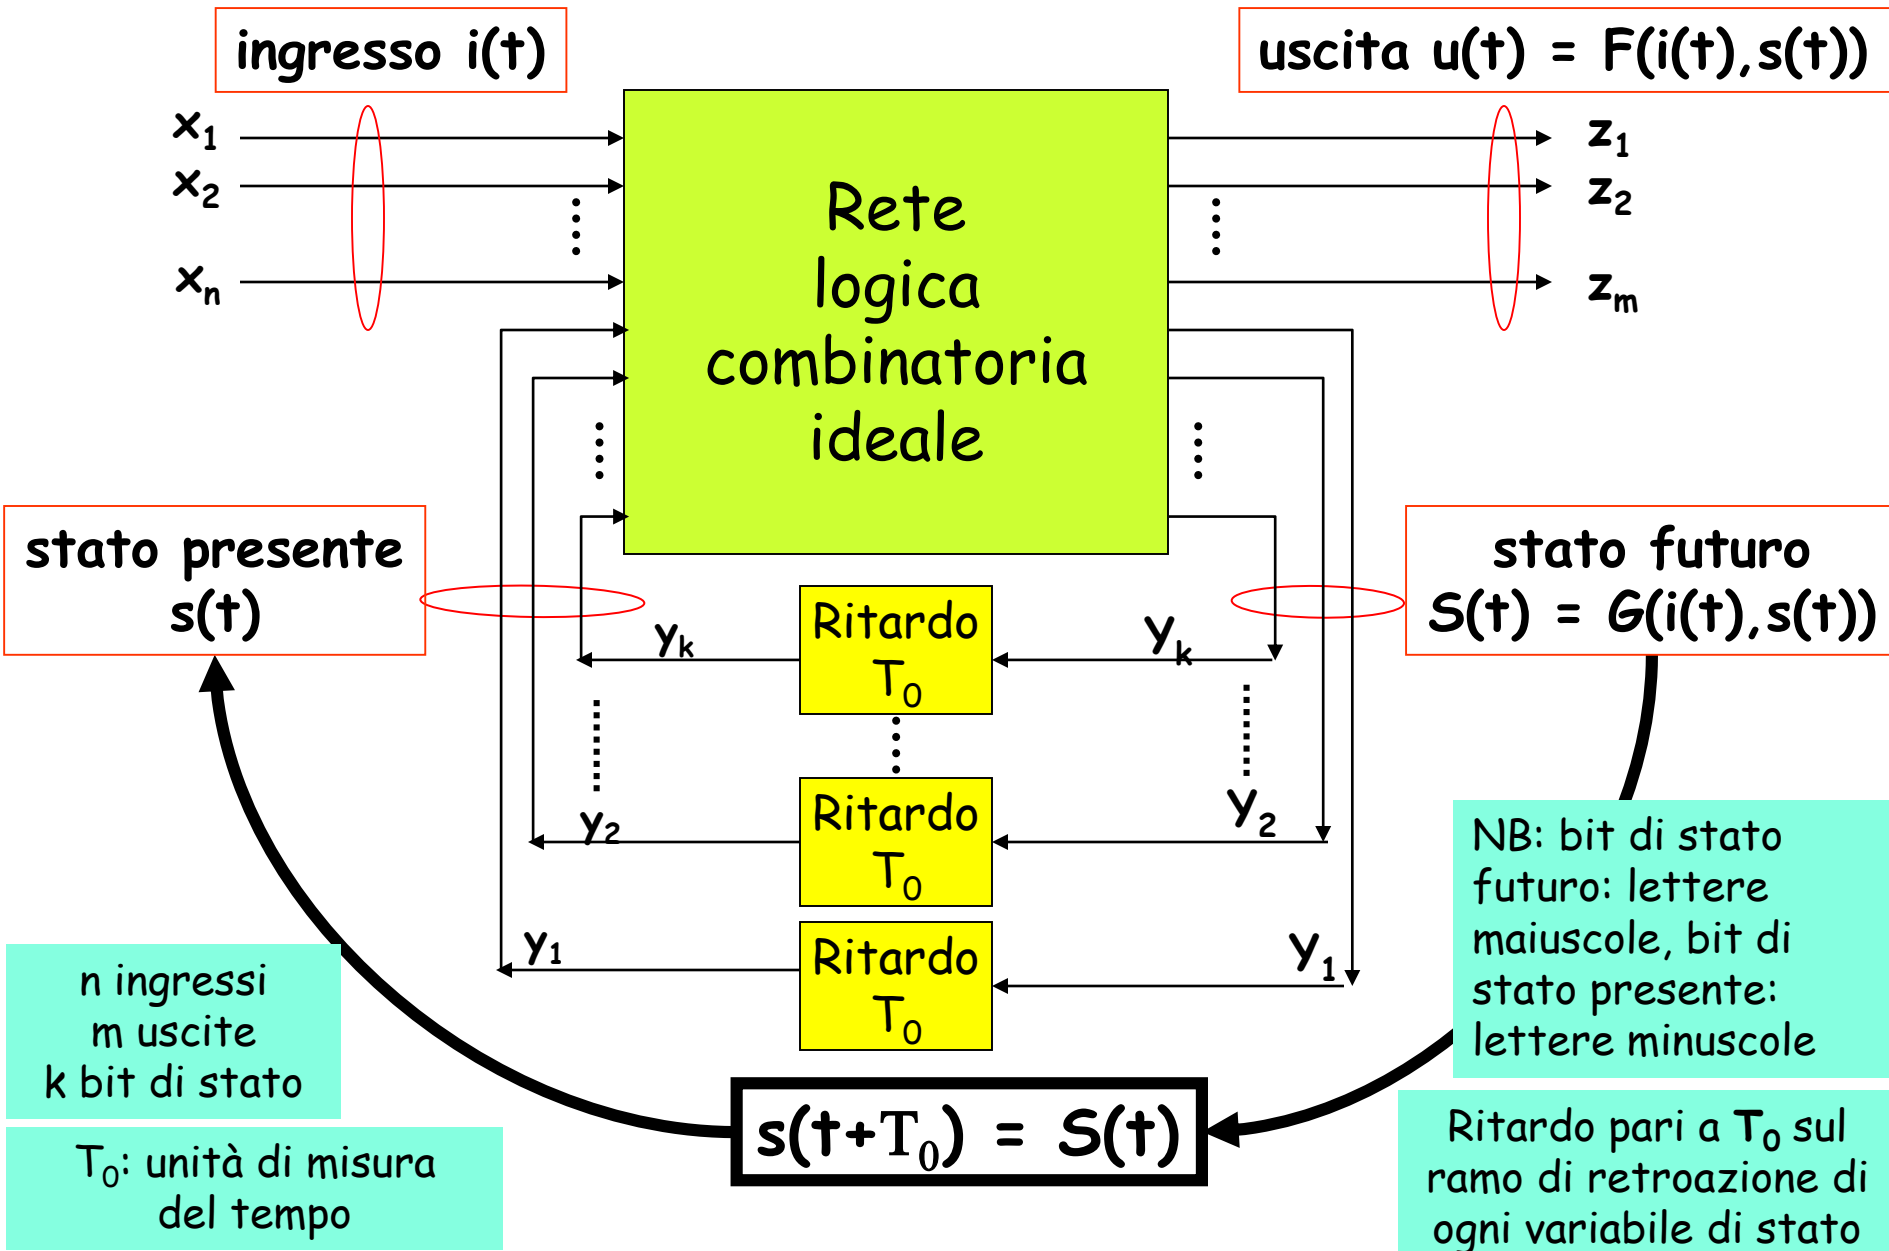 ingresso i(t)
uscita u(t) = F(i(t),s(t))
x1
x2
xn
z1
z2
zm
Rete
logica
combinatoria
ideale
stato presente
s(t)
stato futuro
S(t) = G(i(t),s(t))
Ritardo
T0
yk
Yk
Ritardo
T0
y2
Y2
Ritardo
T0
y1
Y1
NB: bit di stato
futuro: lettere
maiuscole, bit di
stato presente:
lettere minuscole
n ingressi
m uscite
k bit di stato
T0: unità di misura
del tempo
s(t+T0) = S(t)
Ritardo pari a T0 sul
ramo di retroazione di
ogni variabile di stato